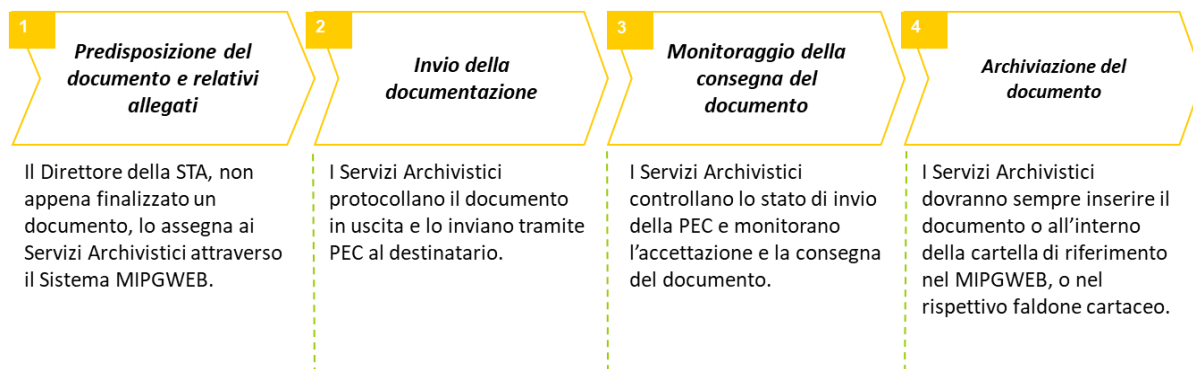 1
Predisposizione del
documento e relativi
allegati
Il Direttore della STA, non
appena finalizzato un
documento, lo assegna ai
Servizi Archivistici attraverso
il Sistema MIPGWEB.
2
Invio della
documentazione
I Servizi Archivistici
protocollano il documento
in uscita e lo inviano tramite
PEC al destinatario.
3
Monitoraggio della
consegna del
documento
I Servizi Archivistici
controllano lo stato di invio
della PEC e monitorano
l’accettazione e la consegna
del documento.
4
Archiviazione del
documento
I Servizi Archivistici
dovranno sempre inserire il
documento o all’interno
della cartella di riferimento
nel MIPGWEB, o nel
rispettivo faldone cartaceo.